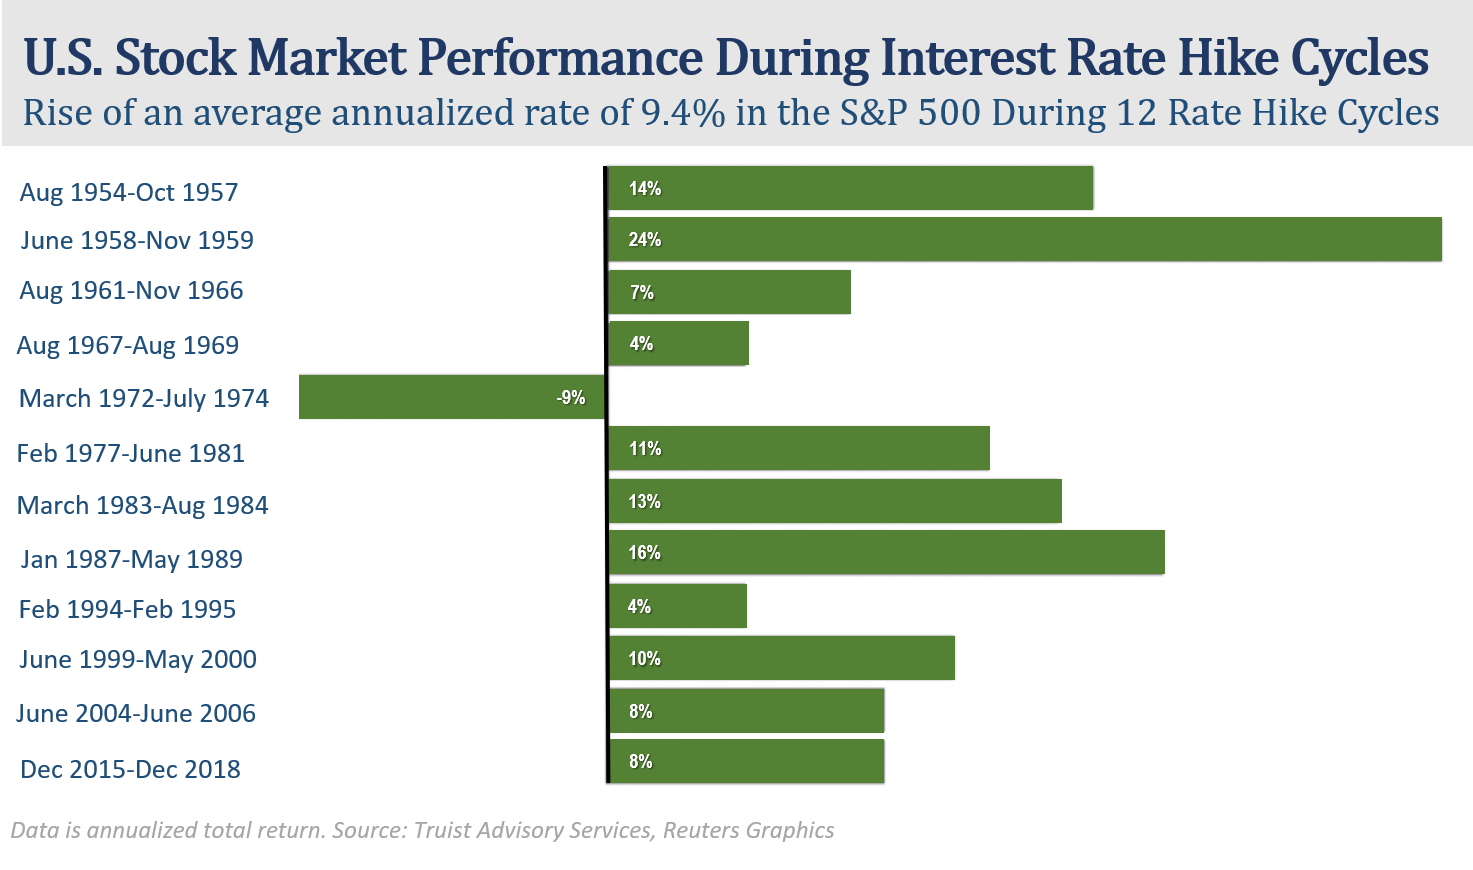 U.S. Stock Market Performance During Interest Rate Hike Cycles
Rise of an average annualized rate of 9.4% in the S&P 500 During 12 Rate Hike Cycles
Aug 1954-Oct 1957 14%
June 1958-Nov 1959 24%
Aug 1961-Nov 1966 7%
Aug 1967-Aug 1969 4%
March 1972-July 1974 -9%
Feb 1977-June 1981 11%
March 1983-Aug 1984 13%
Jan 1987-May 1989 16%
Feb 1994-Feb 1995 4%
June 1999-May 2000 10%
June 2004-June 2006 8%
Dec 2015-Dec 2018 8%
Data is annualized total return. Source: Truist Advisory Services, Reuters Graphics